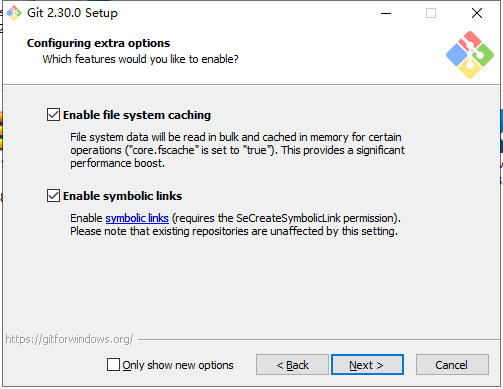 Git 2.30.0 Setup
Configuring extra options
Which features would you like to enable?
Enable file system caching
File system data will be read in bulk and cached in memory for certain
operations ("core.fscache" is set to "true"). This provides a significant
performance boost.
Enable symbolic links
Enable symbolic links (requires the SeCreateSymbolicLink permission).
Please note that existing repositories are unaffected by this setting.
https://gitforwindows.org/
Only show new options
< Back
Next >
Cancel